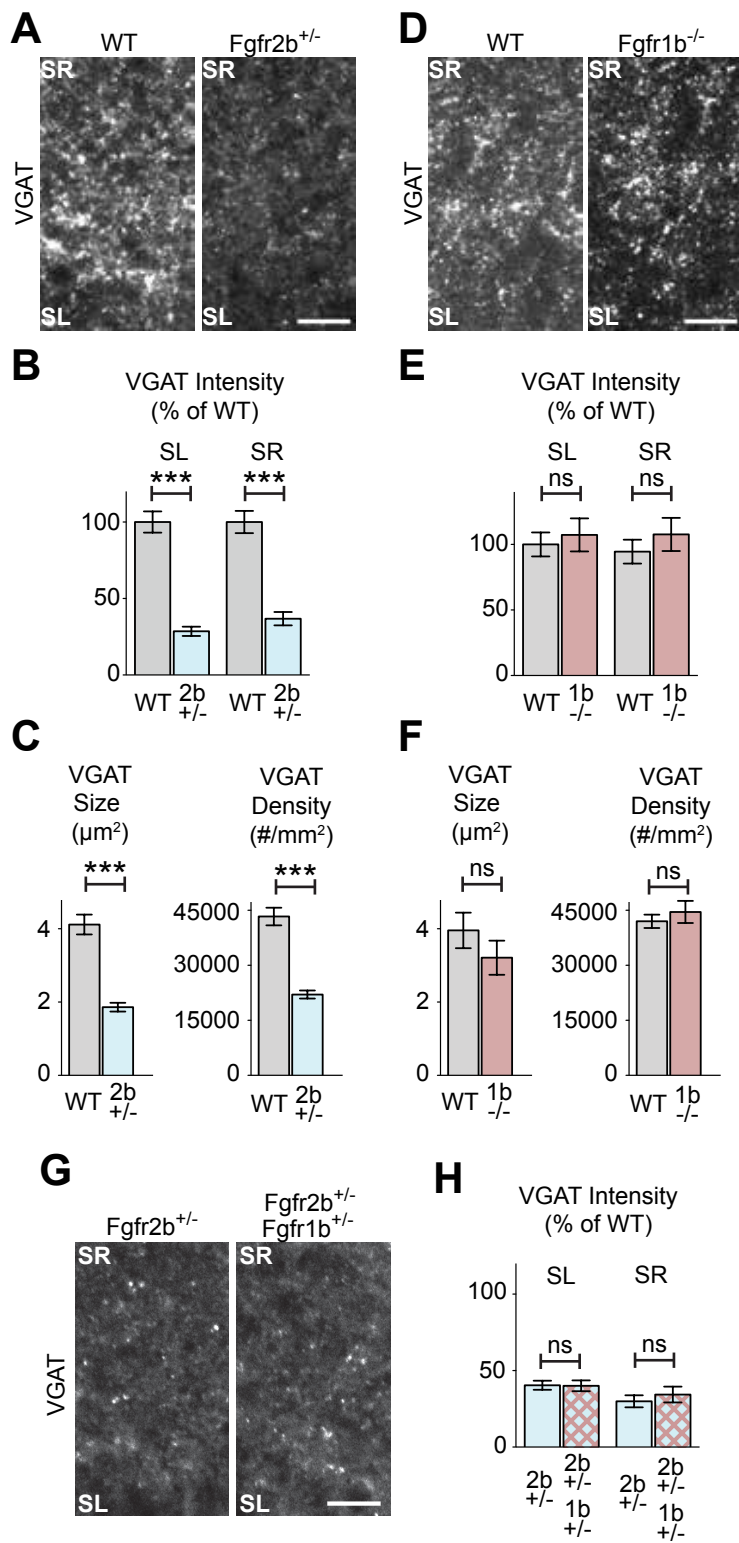 A
WT
Fgfr2b+/-
SR
VGAT
SL
D
WT
Fgfr1b-/-
SR
VGAT
SL
B
VGAT Intensity
(% of WT)
SL
SR
***
***
100
50
0
WT
2b
+/-
WT
2b
+/-
E
VGAT Intensity
(% of WT)
SL
SR
ns
ns
100
50
0
WT
1b
-/-
WT
1b
-/-
C
VGAT
Size
(µm²)
***
4
2
0
WT
2b
+/-
VGAT
Density
(#/mm²)
***
45000
30000
15000
0
WT
2b
+/-
F
VGAT
Size
(µm²)
ns
4
2
0
WT
1b
-/-
VGAT
Density
(#/mm²)
ns
45000
30000
15000
0
WT
1b
-/-
G
Fgfr2b+/-
Fgfr2b+/-
Fgfr1b+/-
SR
SR
VGAT
SL
SL
H
VGAT Intensity
(% of WT)
SL
SR
ns
ns
100
50
0
2b
+/-
2b
+/-
1b
+/-
2b
+/-
2b
+/-
1b
+/-